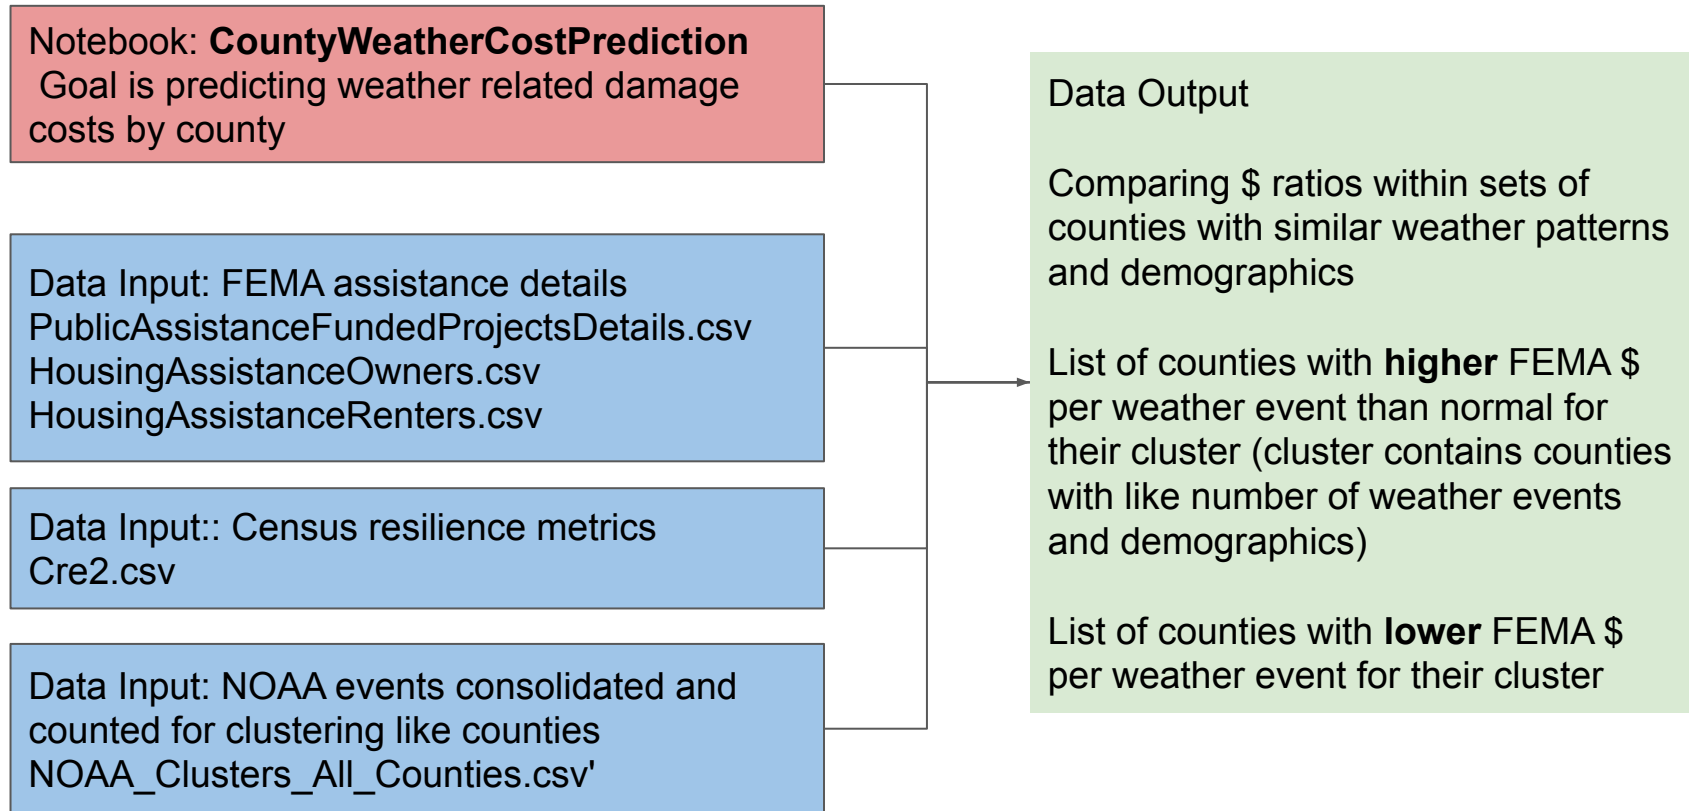 Notebook: CountyWeatherCostPrediction
Goal is predicting weather related damage
costs by county
Data Input: FEMA assistance details
PublicAssistanceFundedProjectsDetails.csv
HousingAssistanceOwners.csv
HousingAssistanceRenters.csv
Data Input:: Census resilience metrics
Cre2.csv
Data Input: NOAA events consolidated and
counted for clustering like counties
NOAA_Clusters_All_Counties.csv'
Data Output
Comparing $ ratios within sets of
counties with similar weather patterns
and demographics
List of counties with higher FEMA $
per weather event than normal for
their cluster (cluster contains counties
with like number of weather events
and demographics)
List of counties with lower FEMA $
per weather event for their cluster